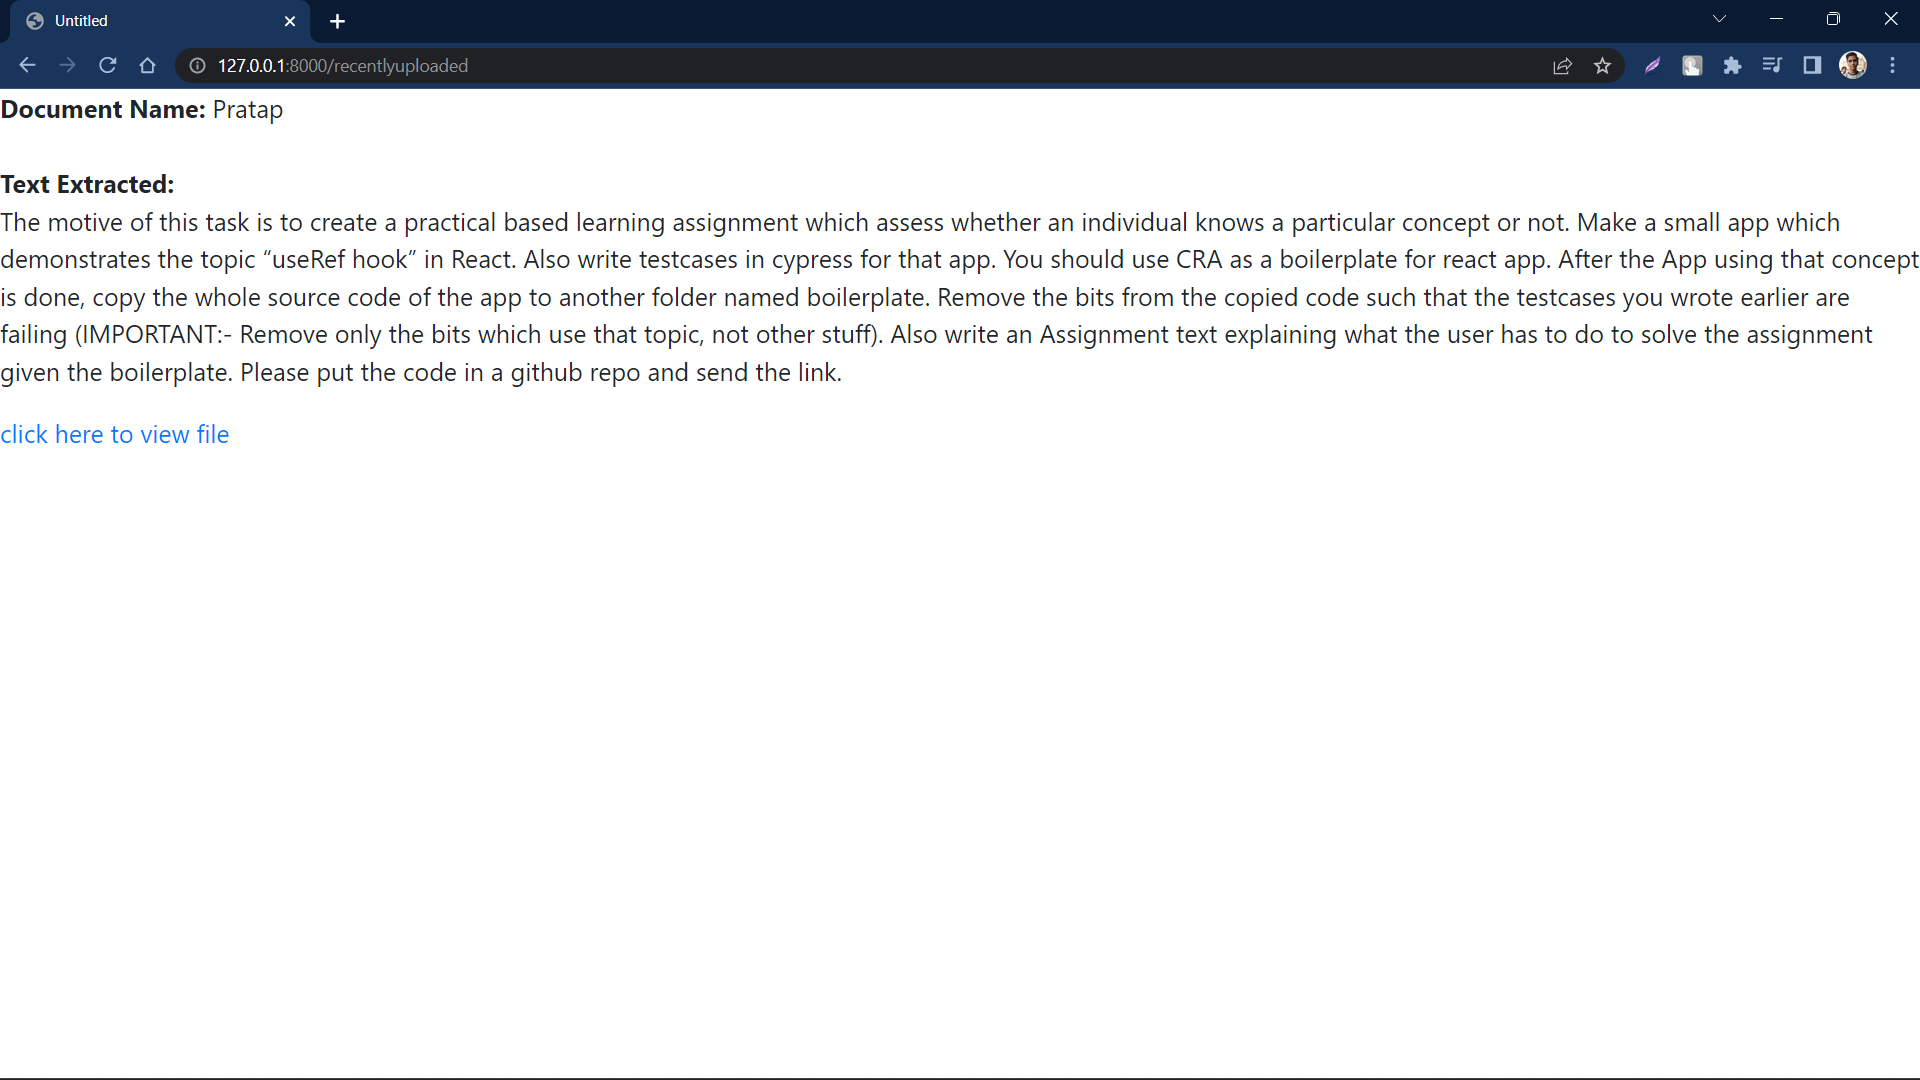 Untitled
127.0.0.1:8000/recentlyuploaded
Document Name: Pratap
Text Extracted:
The motive of this task is to create a practical based learning assignment which assess whether an individual knows a particular concept or not. Make a small app which
demonstrates the topic “useRef hook” in React. Also write testcases in cypress for that app. You should use CRA as a boilerplate for react app. After the App using that concept
is done, copy the whole source code of the app to another folder named boilerplate. Remove the bits from the copied code such that the testcases you wrote earlier are
failing (IMPORTANT:- Remove only the bits which use that topic, not other stuff). Also write an Assignment text explaining what the user has to do to solve the assignment
given the boilerplate. Please put the code in a github repo and send the link.
click here to view file